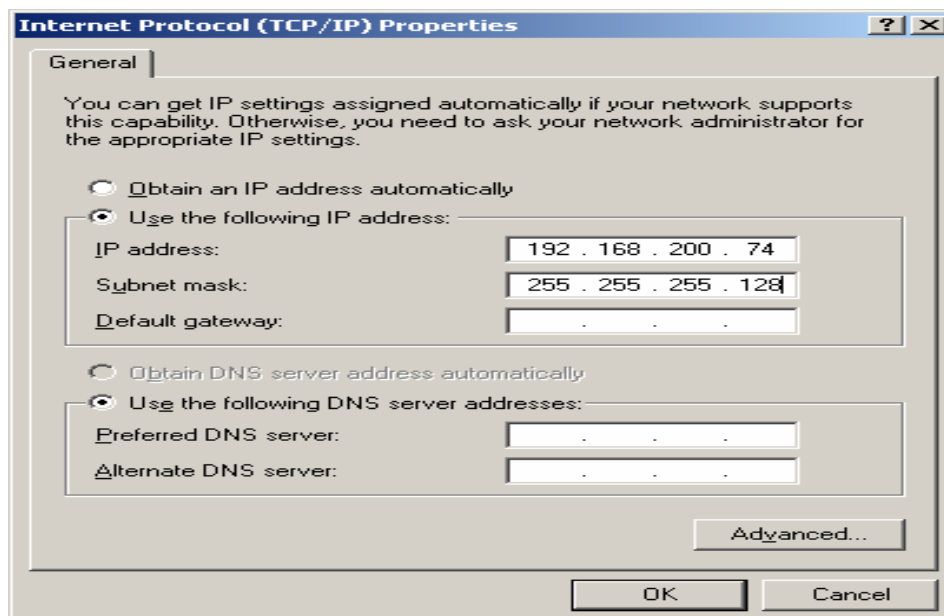 Internet Protocol (TCP/IP) Properties
General
You can get IP settings assigned automatically if your network supports
this capability. Otherwise, you need to ask your network administrator for
the appropriate IP settings.
Obtain an IP address automatically
Use the following IP address:
IP address: 192 . 168 . 200 . 74
Subnet mask: 255 . 255 . 255 . 128
Default gateway: . . .
Obtain DNS server address automatically
Use the following DNS server addresses:
Preferred DNS server: . . .
Alternate DNS server: . . .
Advanced...
OK Cancel